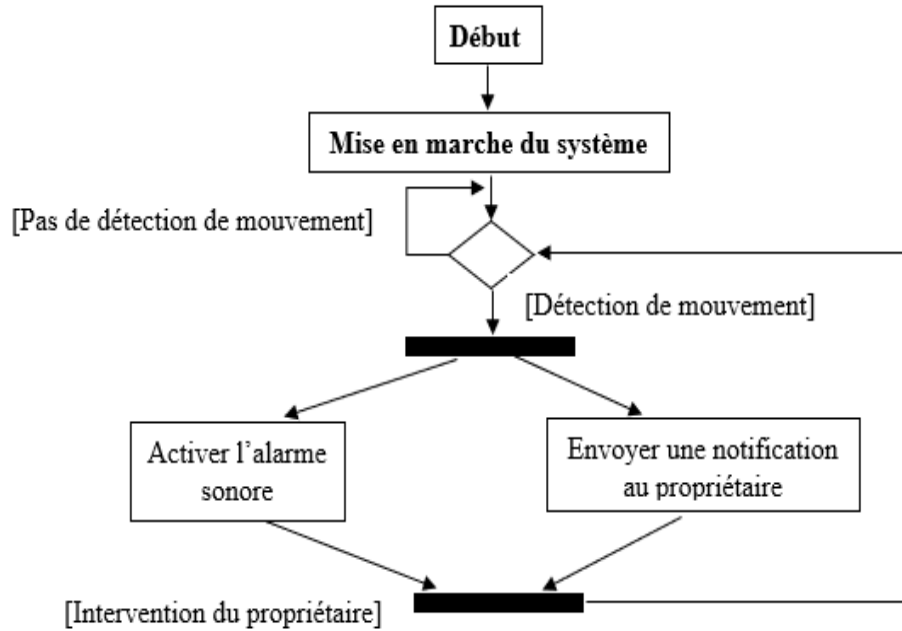 Début
Mise en marche du système
[Pas de détection de mouvement]
[Détection de mouvement]
Activer l'alarme
sonore
Envoyer une notification
au propriétaire
[Intervention du propriétaire]